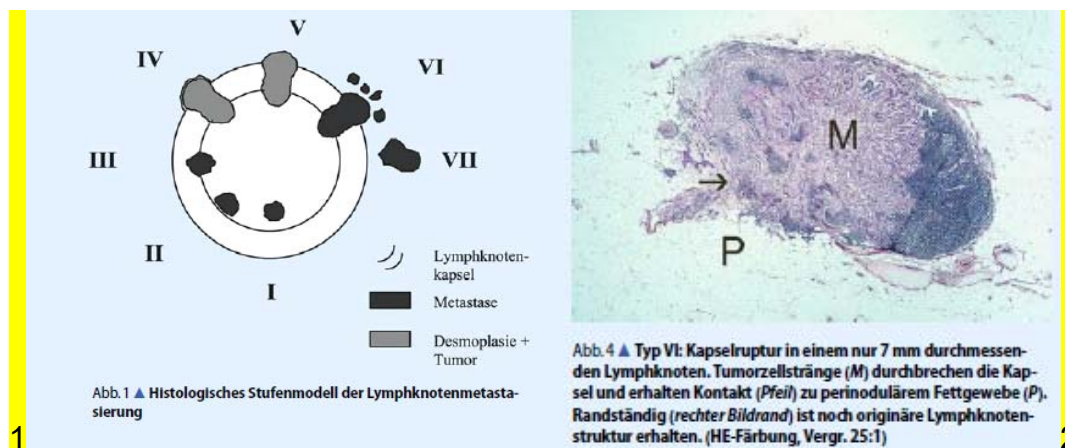 V
IV
VI
III
VII
II
I
Lymphknoten-
kapsel
Metastase
Desmoplasie +
Tumor
Abb. 1 ▲ Histologisches Stufenmodell der Lymphknotenmetasta-
sierung
1
M
→
P
Abb. 4 ▲ Typ VI: Kapselruptur in einem nur 7 mm durchmessen-
den Lymphknoten. Tumorzellstränge (M) durchbrechen die Kap-
sel und erhalten Kontakt (Pfeil) zu perinodulärem Fettgewebe (P).
Randständig (rechter Bildrand) ist noch originäre Lymphknoten-
struktur erhalten. (HE-Färbung, Vergr. 25:1)